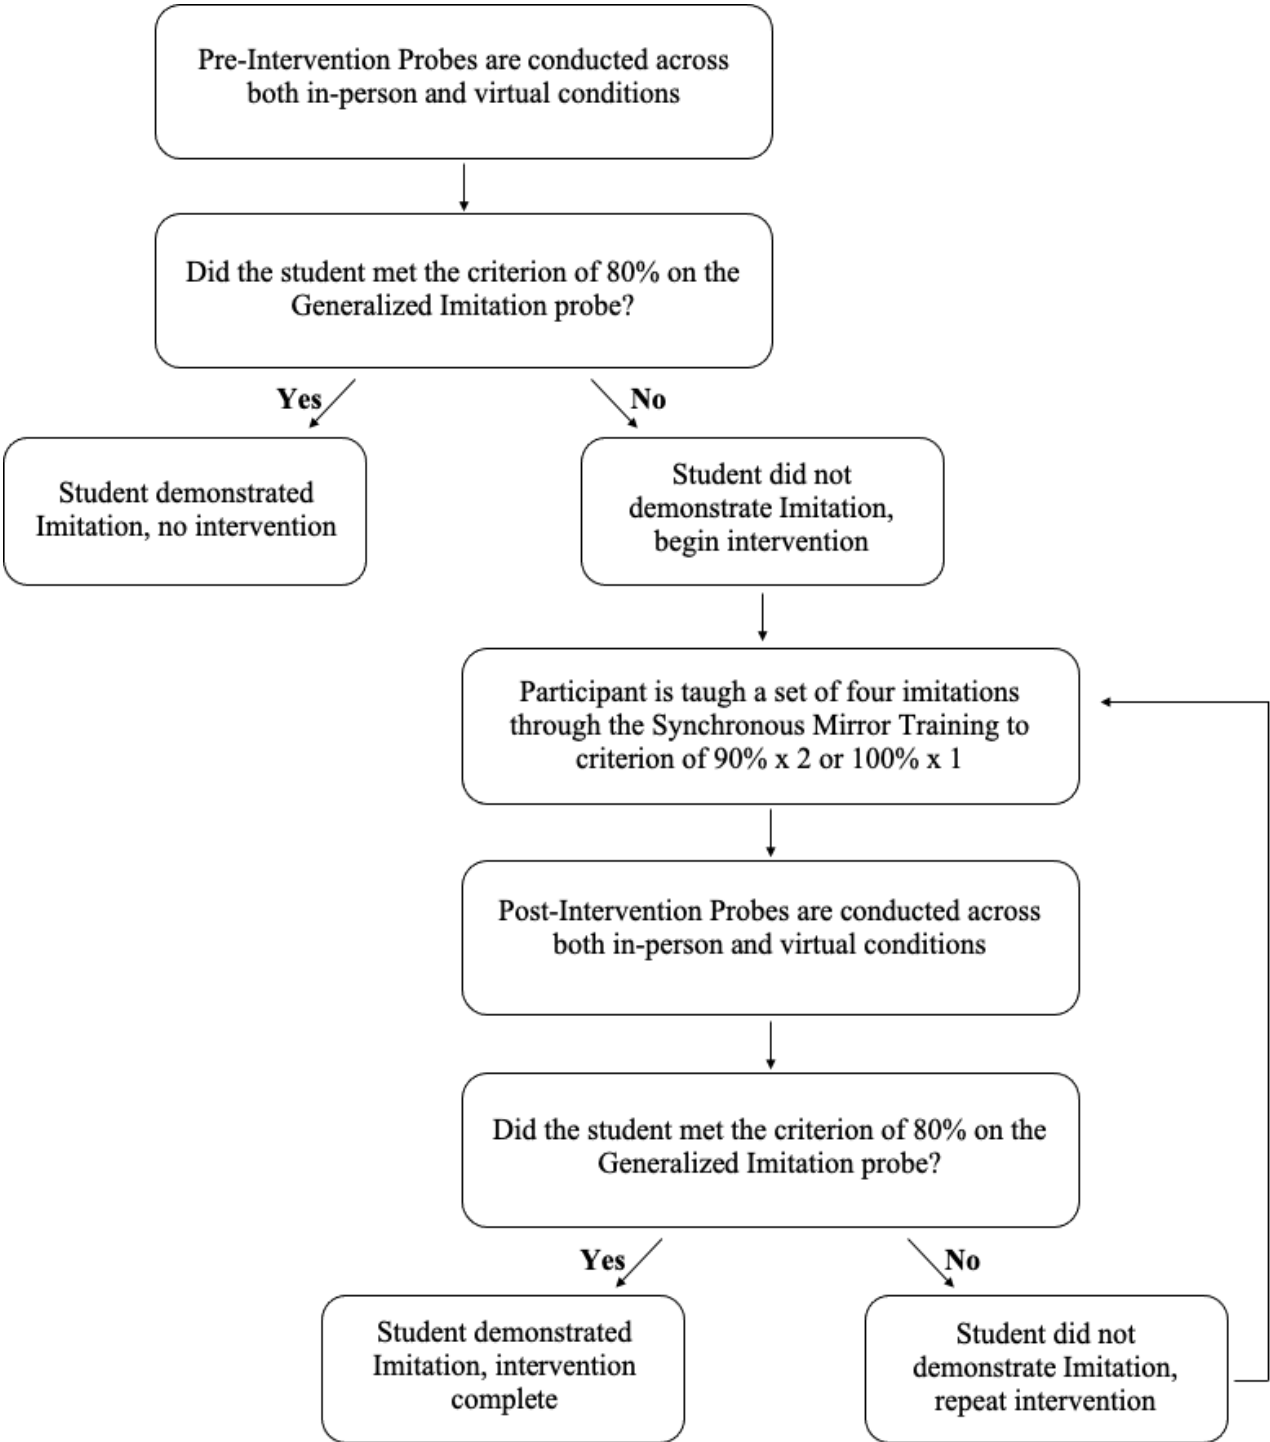 Pre-Intervention Probes are conducted across
both in-person and virtual conditions
Did the student met the criterion of 80% on the
Generalized Imitation probe?
Yes
No
Student demonstrated
Imitation, no intervention
Student did not
demonstrate Imitation,
begin intervention
Participant is taugh a set of four imitations
through the Synchronous Mirror Training to
criterion of 90% x 2 or 100% x 1
Post-Intervention Probes are conducted across
both in-person and virtual conditions
Did the student met the criterion of 80% on the
Generalized Imitation probe?
Yes
No
Student demonstrated
Imitation, intervention
complete
Student did not
demonstrate Imitation,
repeat intervention